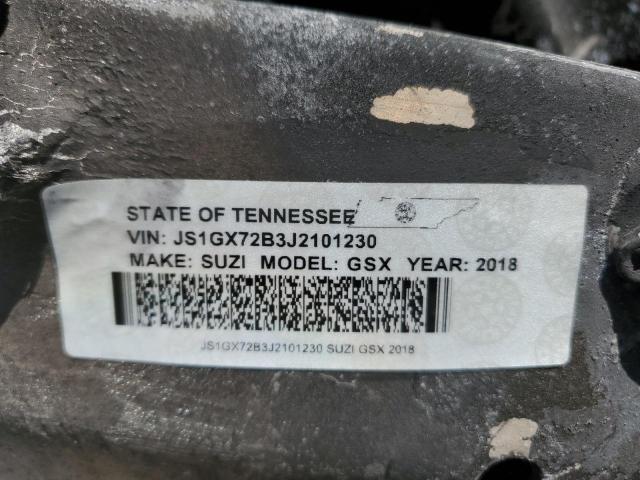 STATE OF TENNESSEE
VIN: JS1GX72B3J2101230
MAKE: SUZI MODEL: GSX YEAR: 2018
JS1GX72B3J2101230 SUZI GSX 2018